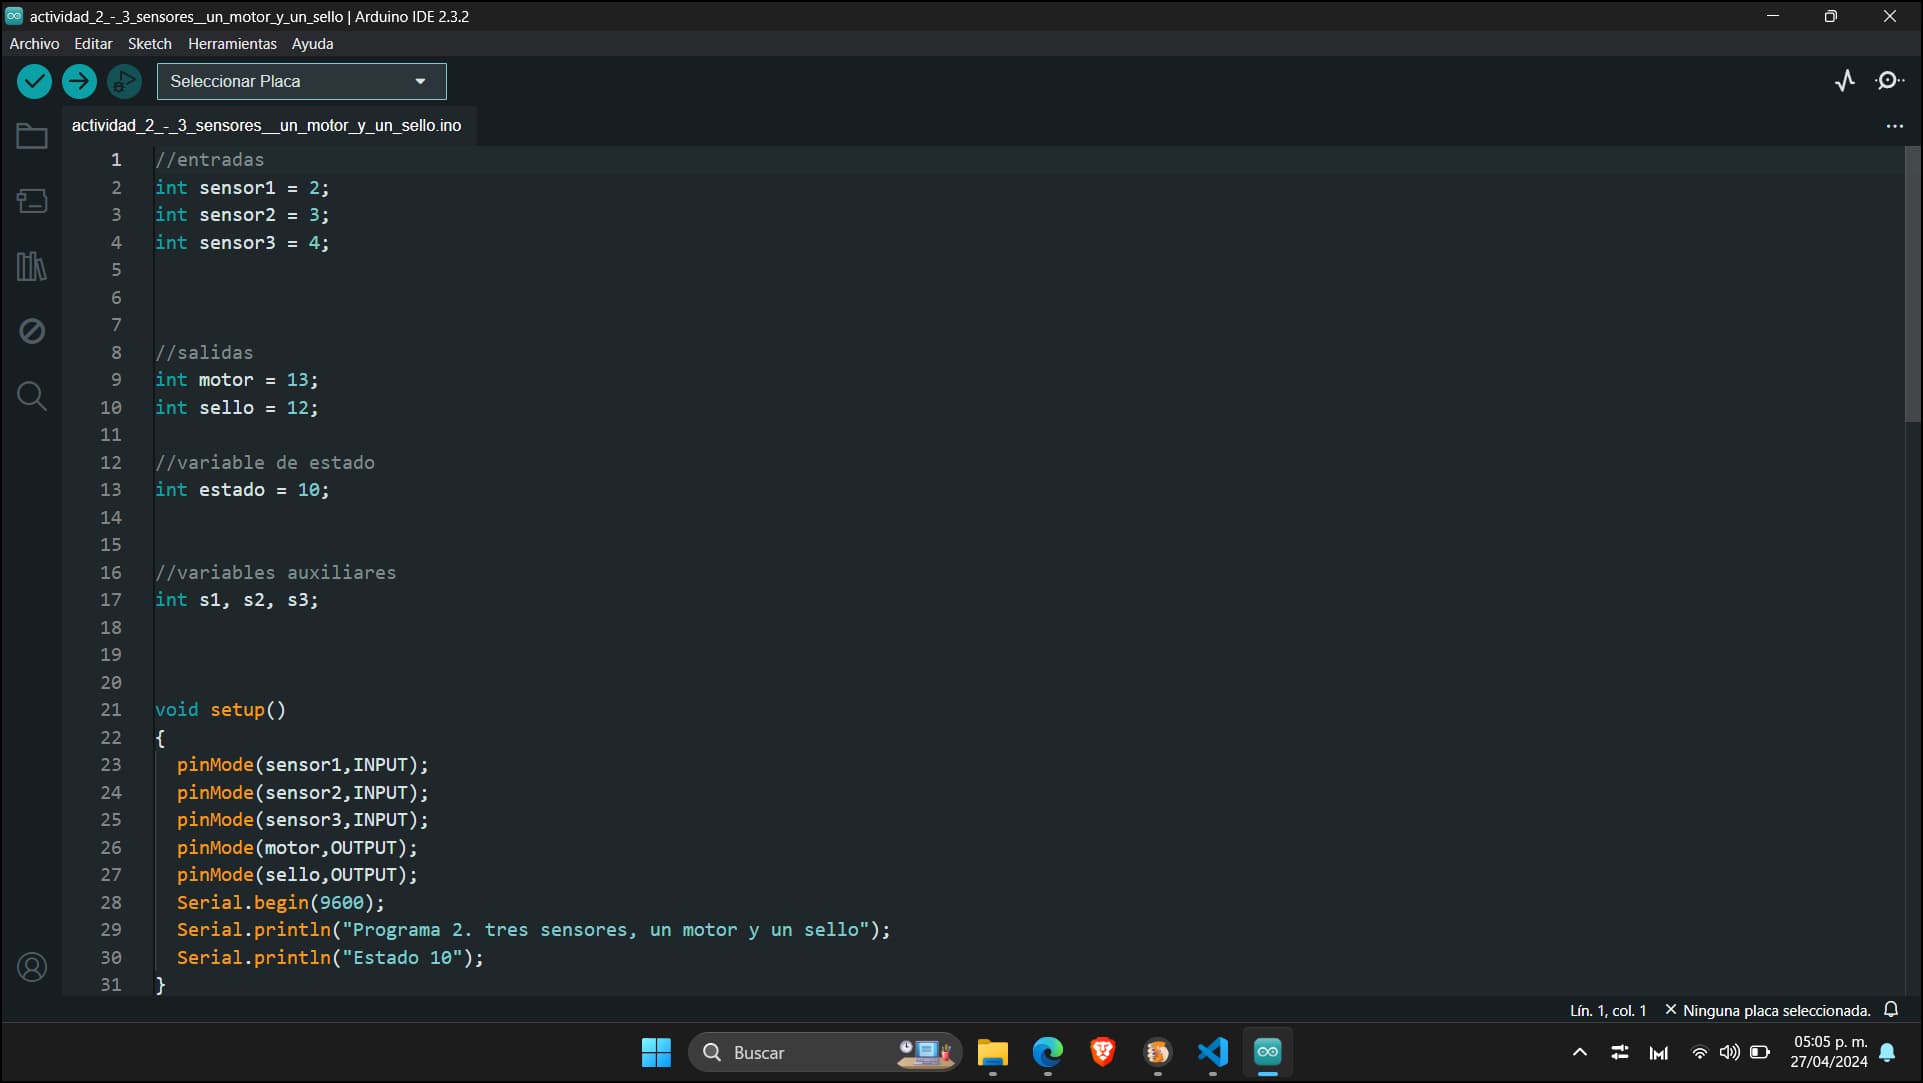 actividad_2_-_3_sensores__un_motor_y_un_sello | Arduino IDE 2.3.2
Archivo Editar Sketch Herramientas Ayuda
Seleccionar Placa
actividad_2_-_3_sensores__un_motor_y_un_sello.ino
1 //entradas
2 int sensor1 = 2;
3 int sensor2 = 3;
4 int sensor3 = 4;
5
6
7
8 //salidas
9 int motor = 13;
10 int sello = 12;
11
12 //variable de estado
13 int estado = 10;
14
15
16 //variables auxiliares
17 int s1, s2, s3;
18
19
20
21 void setup()
22 {
23 pinMode(sensor1,INPUT);
24 pinMode(sensor2,INPUT);
25 pinMode(sensor3,INPUT);
26 pinMode(motor,OUTPUT);
27 pinMode(sello,OUTPUT);
28 Serial.begin(9600);
29 Serial.println("Programa 2. tres sensores, un motor y un sello");
30 Serial.println("Estado 10");
31 }
Lín. 1, col. 1 × Ninguna placa seleccionada.
Buscar
05:05 p. m.
27/04/2024